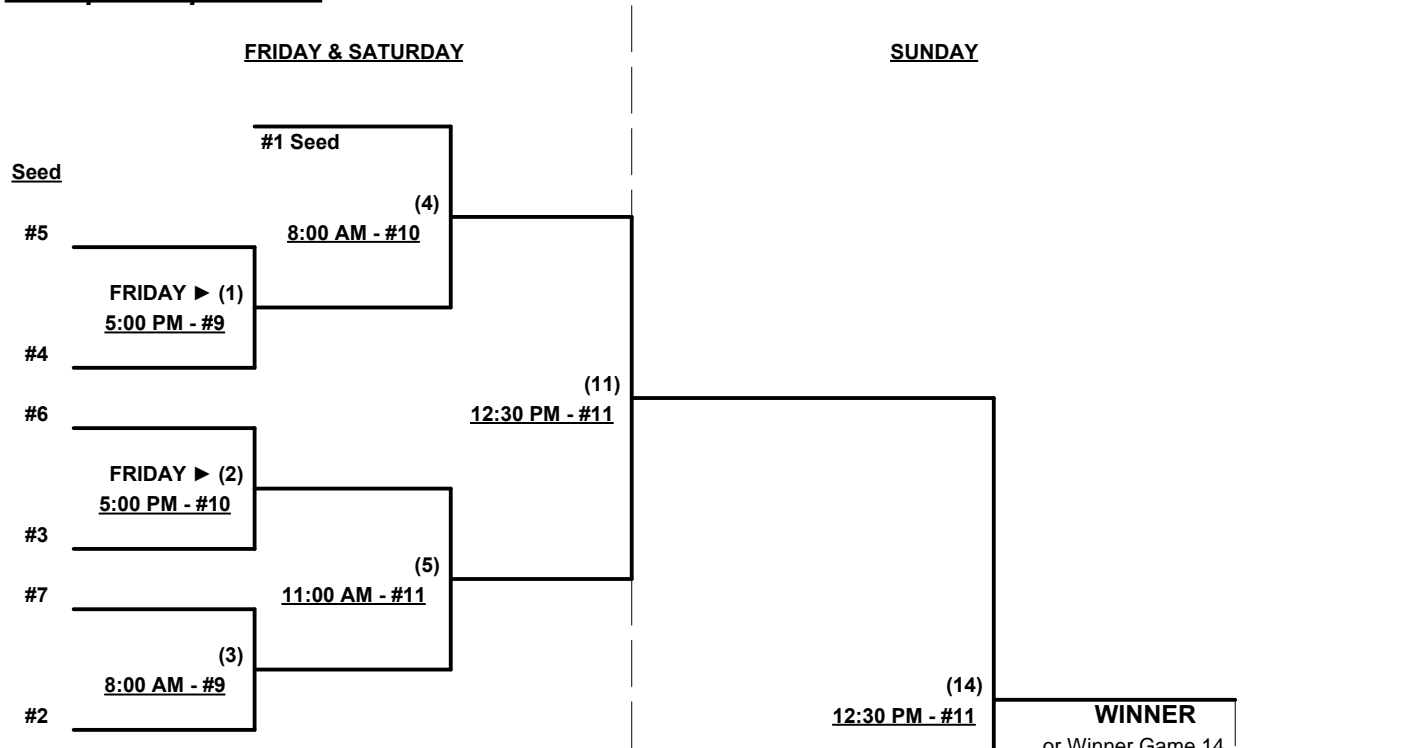 FRIDAY & SATURDAY
SUNDAY
#1 Seed
Seed
(4)
#5
8:00 AM - #10
FRIDAY ► (1)
5:00 PM - #9
#4
(11)
#6
12:30 PM - #11
FRIDAY ► (2)
5:00 PM - #10
#3
(5)
#7
11:00 AM - #11
(3)
8:00 AM - #9
(14)
#2
12:30 PM - #11
WINNER
or Winner Game 14